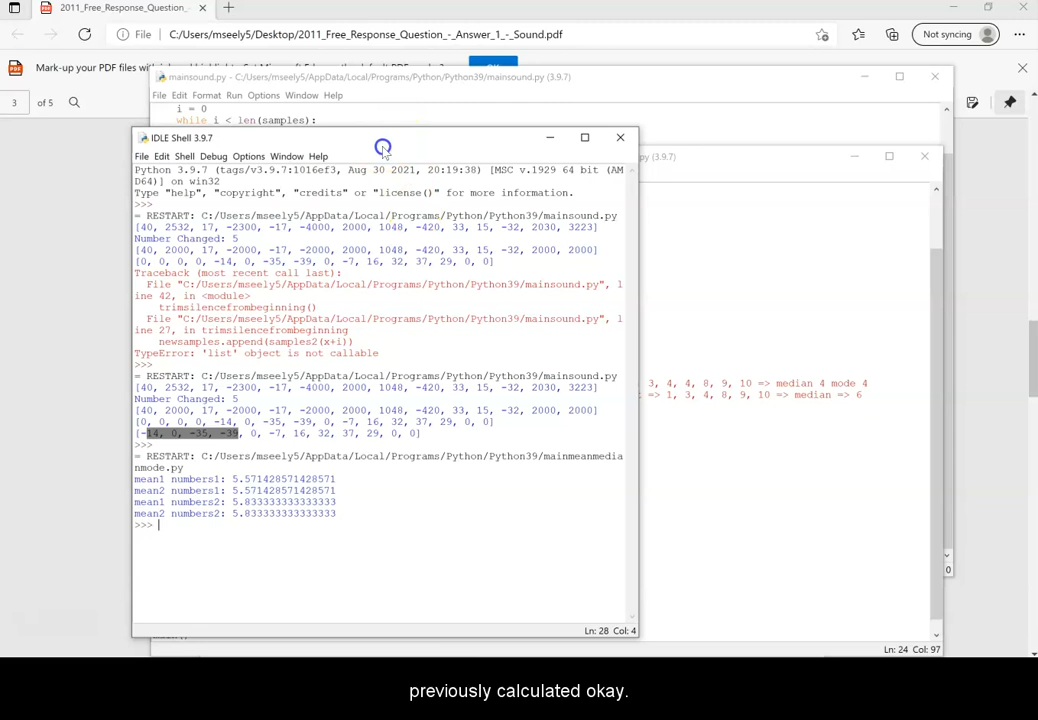 2011_Free_Response_Question_
File
C:/Users/mseely5/Desktop/2011_Free_Response_Question_-_Answer_1_-_Sound.pdf
Not syncing
Mark-up your PDF files
3 of 5
mainsound.py - C:/Users/mseely5/AppData/Local/Programs/Python/Python39/mainsound.py (3.9.7)
File Edit Format Run Options Window Help
i = 0
while i < len(samples):
IDLE Shell 3.9.7
py (3.9.7)
File Edit Shell Debug Options Window Help
Python 3.9.7 (tags/v3.9.7:1016ef3, Aug 30 2021, 20:19:38) [MSC v.1929 64 bit (AM
D64)] on win32
Type "help", "copyright", "credits" or "license()" for more information.
>>>
= RESTART: C:/Users/mseely5/AppData/Local/Programs/Python/Python39/mainsound.py
[40, 2532, 17, -2300, -17, -4000, 2000, 1048, -420, 33, 15, -32, 2030, 3223]
Number Changed: 5
[40, 2000, 17, -2000, -17, -2000, 2000, 1048, -420, 33, 15, -32, 2000, 2000]
[0, 0, 0, 0, -14, 0, -35, -39, 0, -7, 16, 32, 37, 29, 0, 0]
Traceback (most recent call last):
File "C:/Users/mseely5/AppData/Local/Programs/Python/Python39/mainsound.py", l
ine 42, in <module>
trimsilencefrombeginning()
File "C:/Users/mseely5/AppData/Local/Programs/Python/Python39/mainsound.py", l
ine 27, in trimsilencefrombeginning
newsamples.append(samples2(x+i))
TypeError: 'list' object is not callable
>>>
= RESTART: C:/Users/mseely5/AppData/Local/Programs/Python/Python39/mainsound.py
[40, 2532, 17, -2300, -17, -4000, 2000, 1048, -420, 33, 15, -32, 2030, 3223]
Number Changed: 5
[40, 2000, 17, -2000, -17, -2000, 2000, 1048, -420, 33, 15, -32, 2000, 2000]
[0, 0, 0, 0, -14, 0, -35, -39, 0, -7, 16, 32, 37, 29, 0, 0]
[-14, 0, -35, -39, 0, -7, 16, 32, 37, 29, 0, 0]
>>>
= RESTART: C:/Users/mseely5/AppData/Local/Programs/Python/Python39/mainmeanmedia
nmode.py
mean1 numbers1: 5.571428571428571
mean2 numbers1: 5.571428571428571
mean1 numbers2: 5.833333333333333
mean2 numbers2: 5.833333333333333
>>>
3, 4, 4, 8, 9, 10 => median 4 mode 4
=> 1, 3, 4, 8, 9, 10 => median => 6
0
Ln: 28 Col: 4
Ln: 24 Col: 97
previously calculated okay.